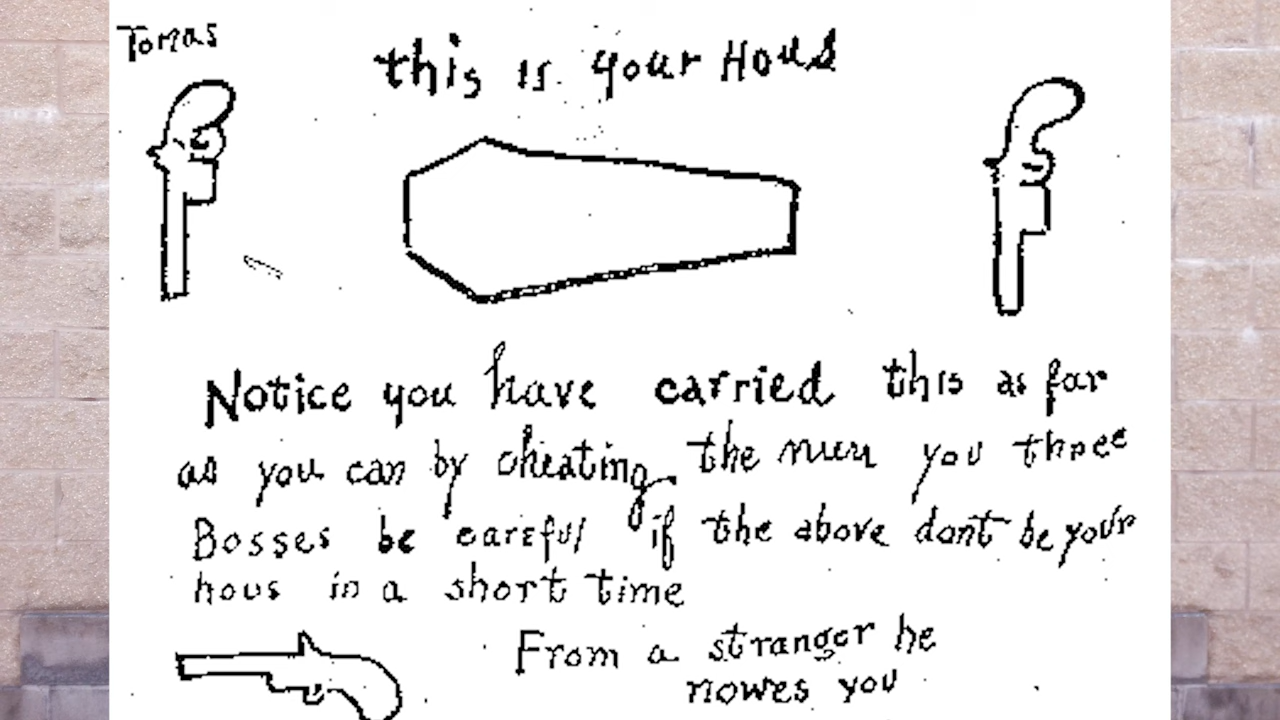 Tomas
this is your Hous
Notice you have carried this as far
as you can by cheating the men you three
Bosses be careful if the above dont be your
hous in a short time
From a stranger he
nowes you